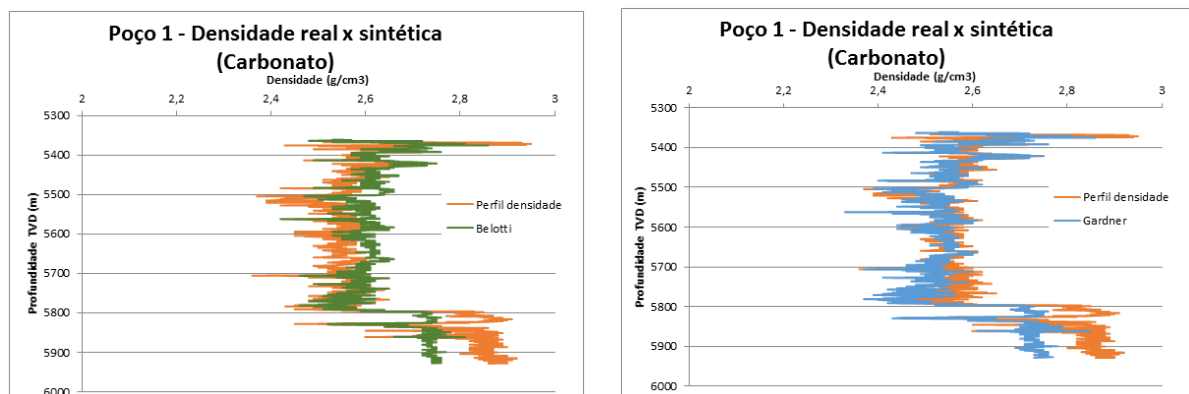 Poço 1 - Densidade real x sintética
(Carbonato)
Densidade (g/cm3)
2 2,2 2,4 2,6 2,8 3
5300
5400
5500
5600
5700
5800
5900
6000
Profundidade TVD (m)
Perfil densidade
Belotti
Poço 1 - Densidade real x sintética
(Carbonato)
Densidade (g/cm3)
2 2,2 2,4 2,6 2,8 3
5300
5400
5500
5600
5700
5800
5900
6000
Profundidade TVD (m)
Perfil densidade
Gardner